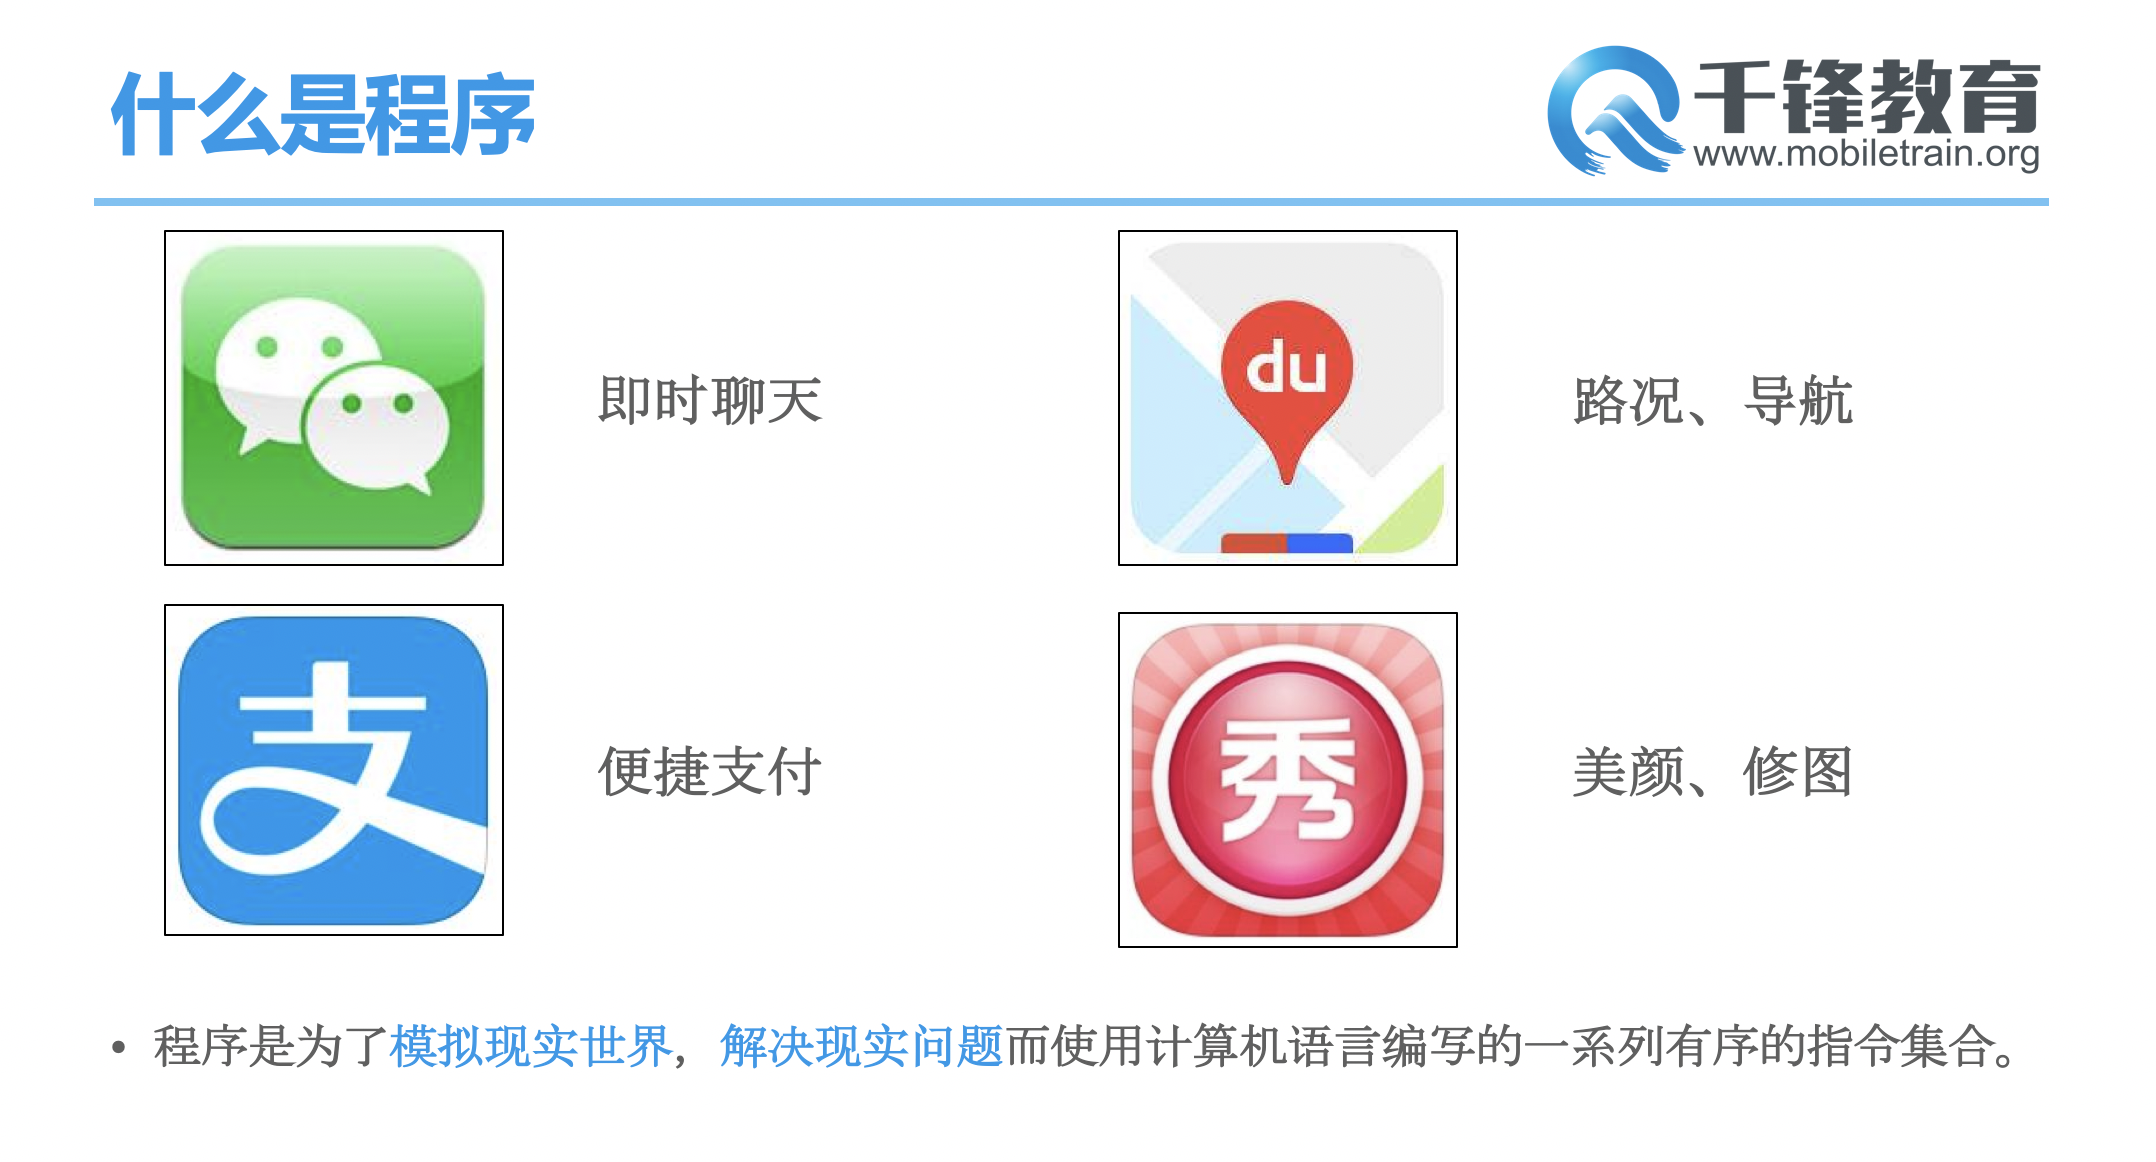 什么是程序
千锋教育
www.mobiletrain.org
即时聊天
du
路况、导航
支
便捷支付
秀
美颜、修图
• 程序是为了模拟现实世界，解决现实问题而使用计算机语言编写的一系列有序的指令集合。